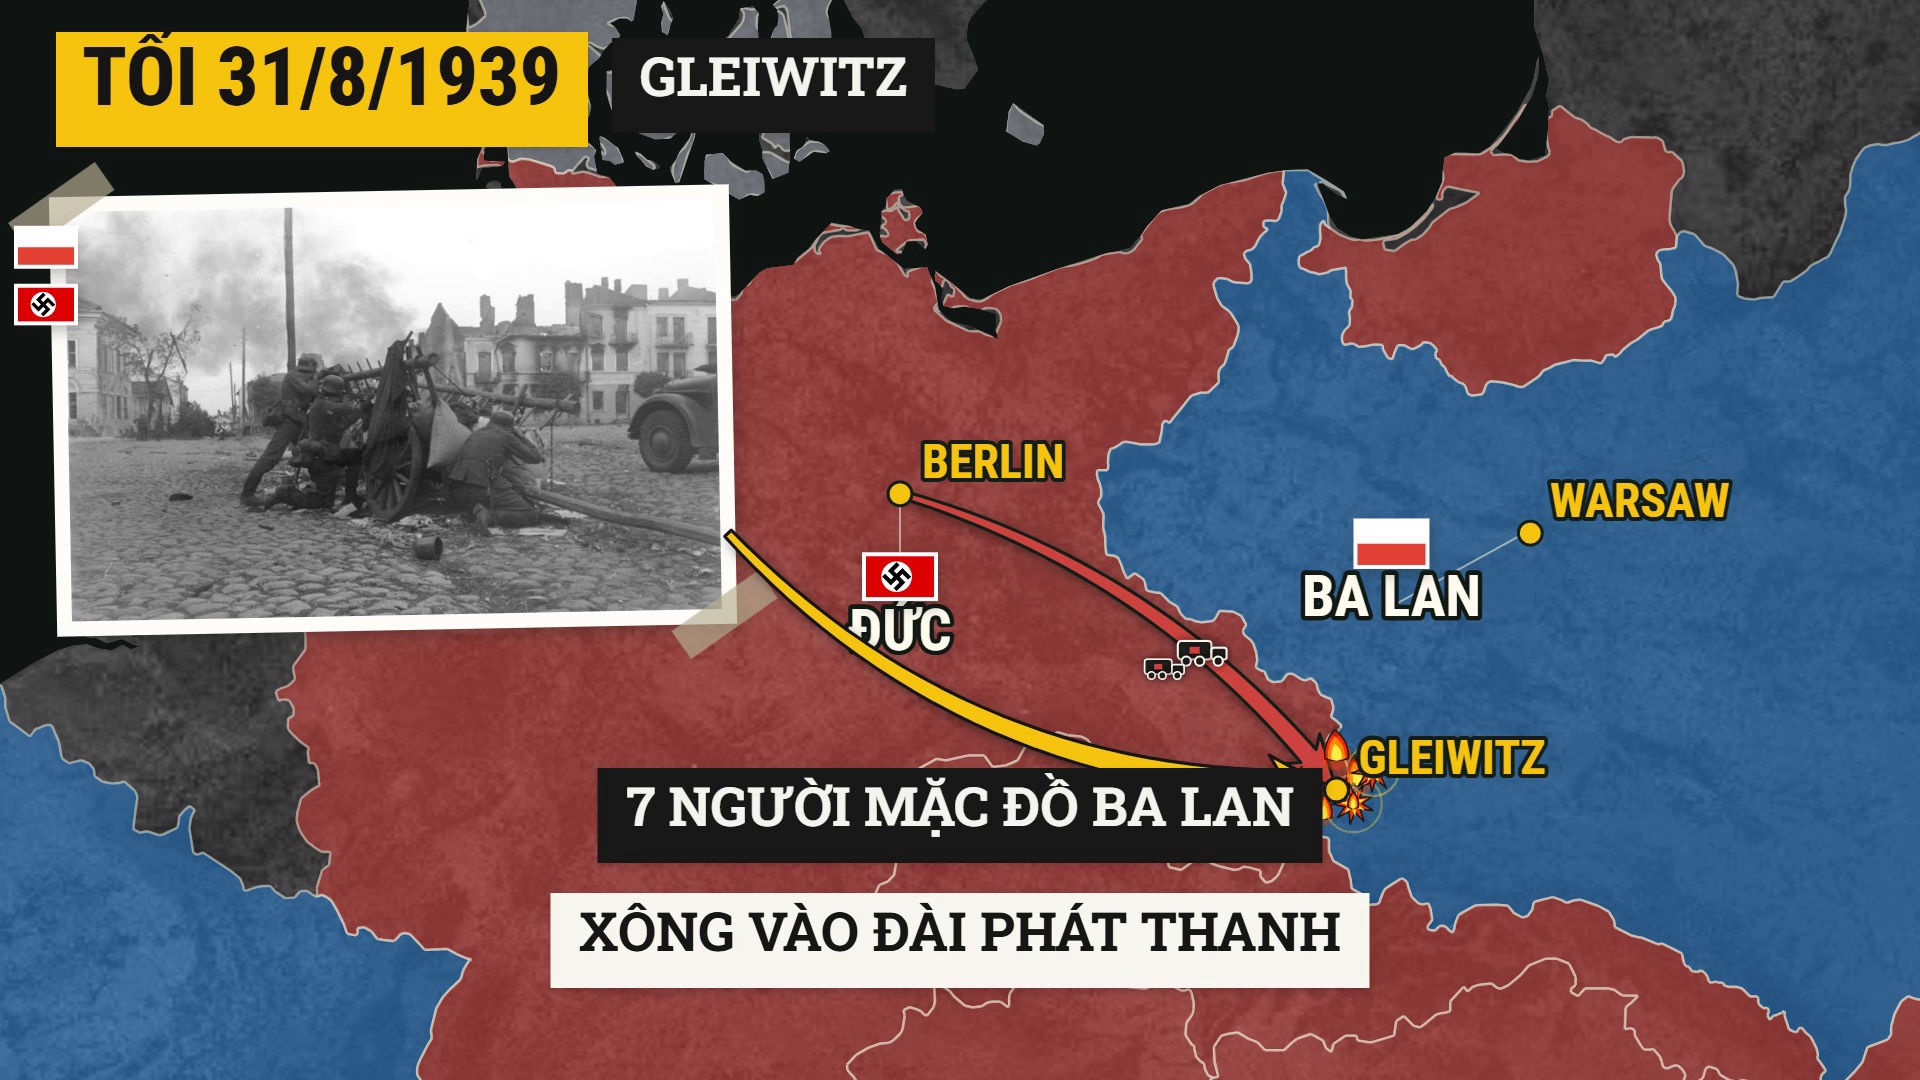 TỐI 31/8/1939
GLEIWITZ
BERLIN
WARSAW
ĐỨC
BA LAN
GLEIWITZ
7 NGƯỜI MẶC ĐỒ BA LAN
XÔNG VÀO ĐÀI PHÁT THANH